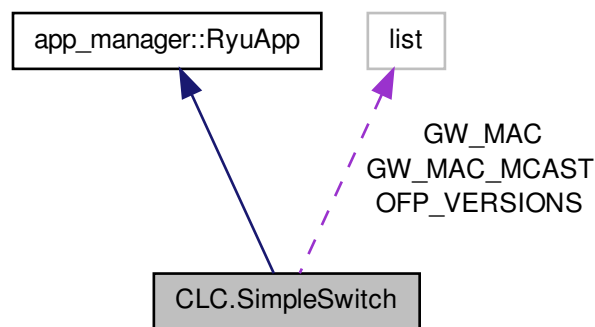 app_manager::RyuApp
list
GW_MAC
GW_MAC_MCAST
OFP_VERSIONS
CLC.SimpleSwitch